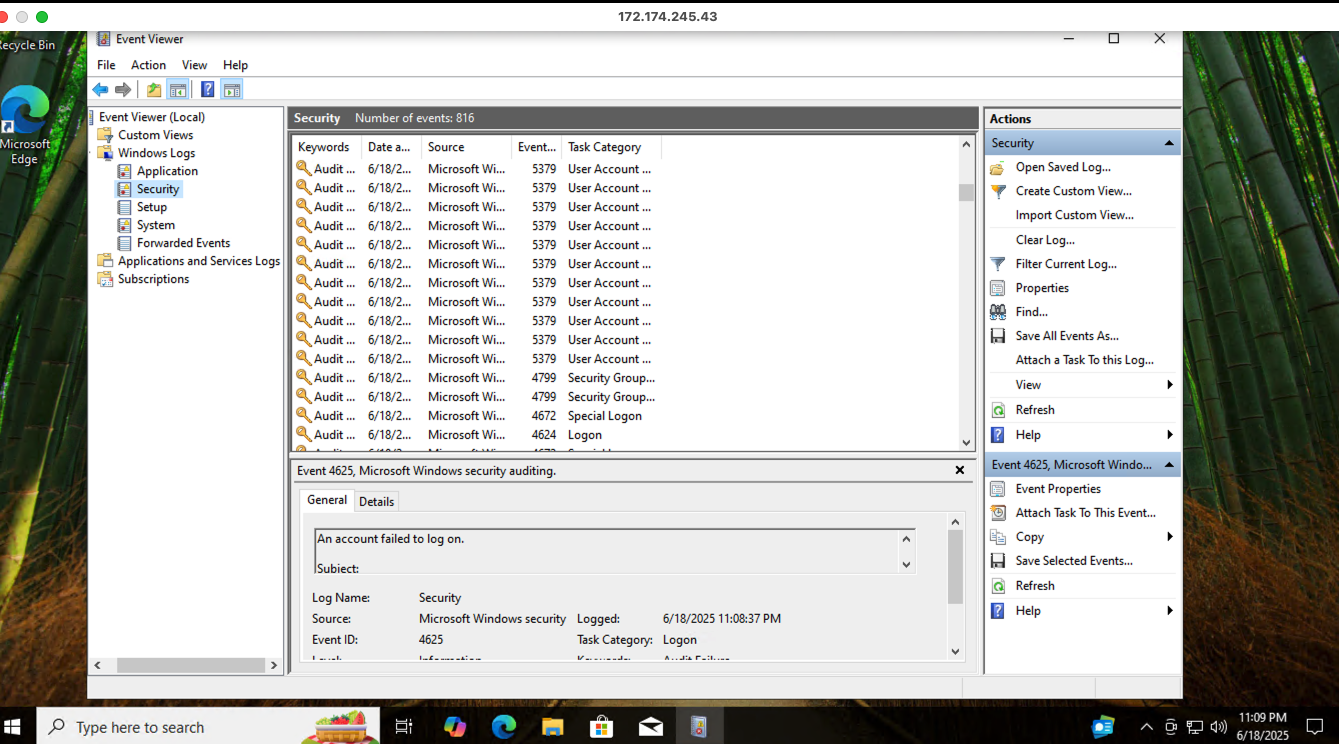 172.174.245.43
Recycle Bin
Microsoft
Edge
Event Viewer
File Action View Help
Event Viewer (Local)
Custom Views
Windows Logs
Application
Security
Setup
System
Forwarded Events
Applications and Services Logs
Subscriptions
Security Number of events: 816
Keywords Date a... Source Event... Task Category
Audit ... 6/18/2... Microsoft Wi... 5379 User Account ...
Audit ... 6/18/2... Microsoft Wi... 5379 User Account ...
Audit ... 6/18/2... Microsoft Wi... 5379 User Account ...
Audit ... 6/18/2... Microsoft Wi... 5379 User Account ...
Audit ... 6/18/2... Microsoft Wi... 5379 User Account ...
Audit ... 6/18/2... Microsoft Wi... 5379 User Account ...
Audit ... 6/18/2... Microsoft Wi... 5379 User Account ...
Audit ... 6/18/2... Microsoft Wi... 5379 User Account ...
Audit ... 6/18/2... Microsoft Wi... 5379 User Account ...
Audit ... 6/18/2... Microsoft Wi... 5379 User Account ...
Audit ... 6/18/2... Microsoft Wi... 5379 User Account ...
Audit ... 6/18/2... Microsoft Wi... 4799 Security Group...
Audit ... 6/18/2... Microsoft Wi... 4799 Security Group...
Audit ... 6/18/2... Microsoft Wi... 4672 Special Logon
Audit ... 6/18/2... Microsoft Wi... 4624 Logon
Event 4625, Microsoft Windows security auditing.
General Details
An account failed to log on.
Subject:
Log Name: Security
Source: Microsoft Windows security Logged: 6/18/2025 11:08:37 PM
Event ID: 4625 Task Category: Logon
Level: Information Keywords: Audit Failure
Actions
Security
Open Saved Log...
Create Custom View...
Import Custom View...
Clear Log...
Filter Current Log...
Properties
Find...
Save All Events As...
Attach a Task To this Log...
View
Refresh
Help
Event 4625, Microsoft Windo...
Event Properties
Attach Task To This Event...
Copy
Save Selected Events...
Refresh
Help
Type here to search
11:09 PM
6/18/2025